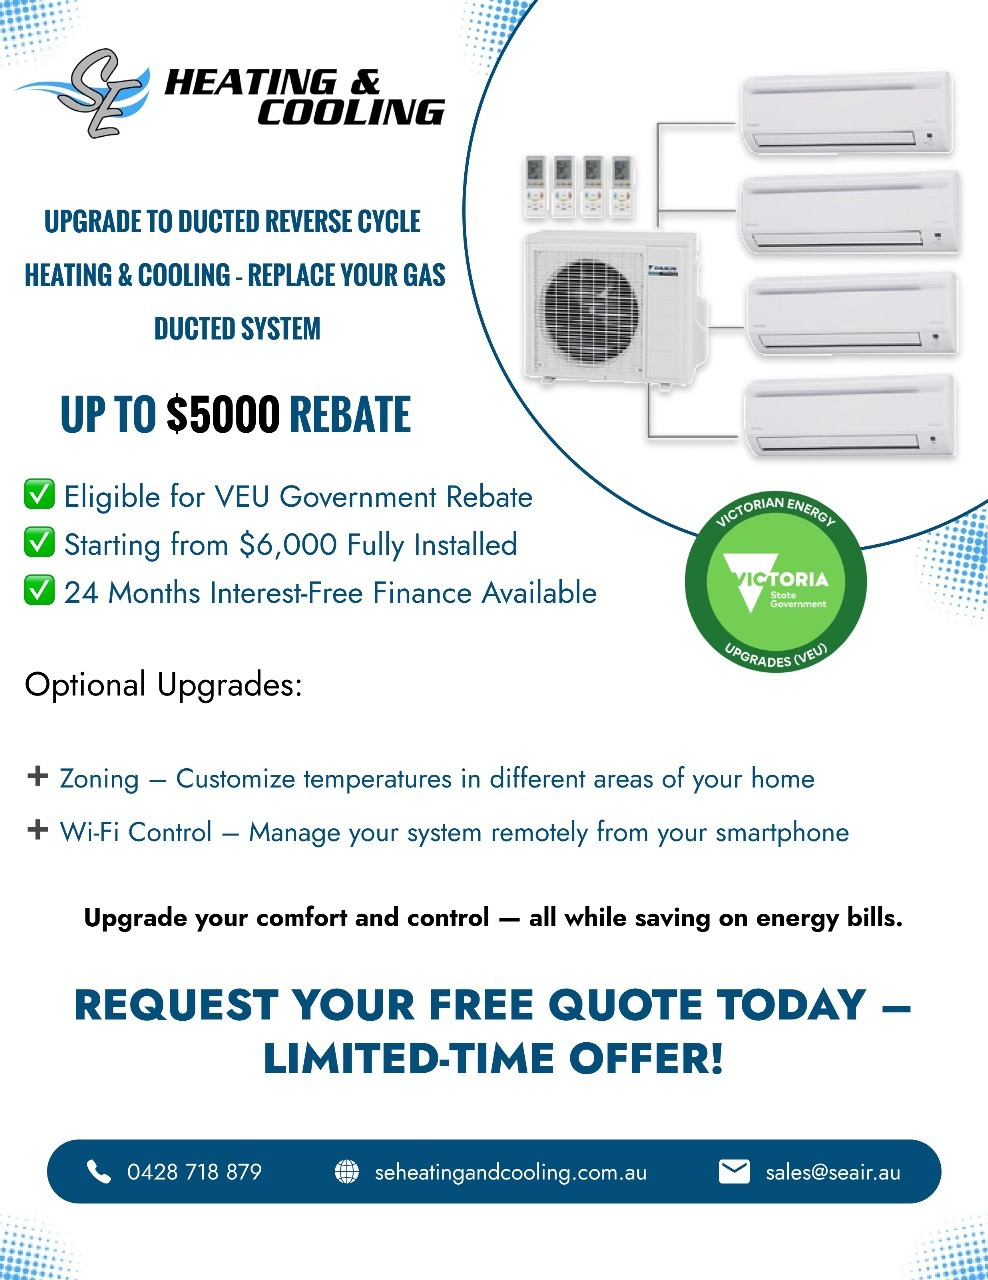 SE
HEATING &
COOLING
UPGRADE TO DUCTED REVERSE CYCLE
HEATING & COOLING - REPLACE YOUR GAS
DUCTED SYSTEM
UP TO $5000 REBATE
✅ Eligible for VEU Government Rebate
✅ Starting from $6,000 Fully Installed
✅ 24 Months Interest-Free Finance Available
DAIKIN
VICTORIAN ENERGY
VICTORIA
State
Government
UPGRADES (VEU)
Optional Upgrades:
+ Zoning – Customize temperatures in different areas of your home
+ Wi-Fi Control – Manage your system remotely from your smartphone
Upgrade your comfort and control — all while saving on energy bills.
REQUEST YOUR FREE QUOTE TODAY –
LIMITED-TIME OFFER!
0428 718 879 seheatingandcooling.com.au sales@seair.au